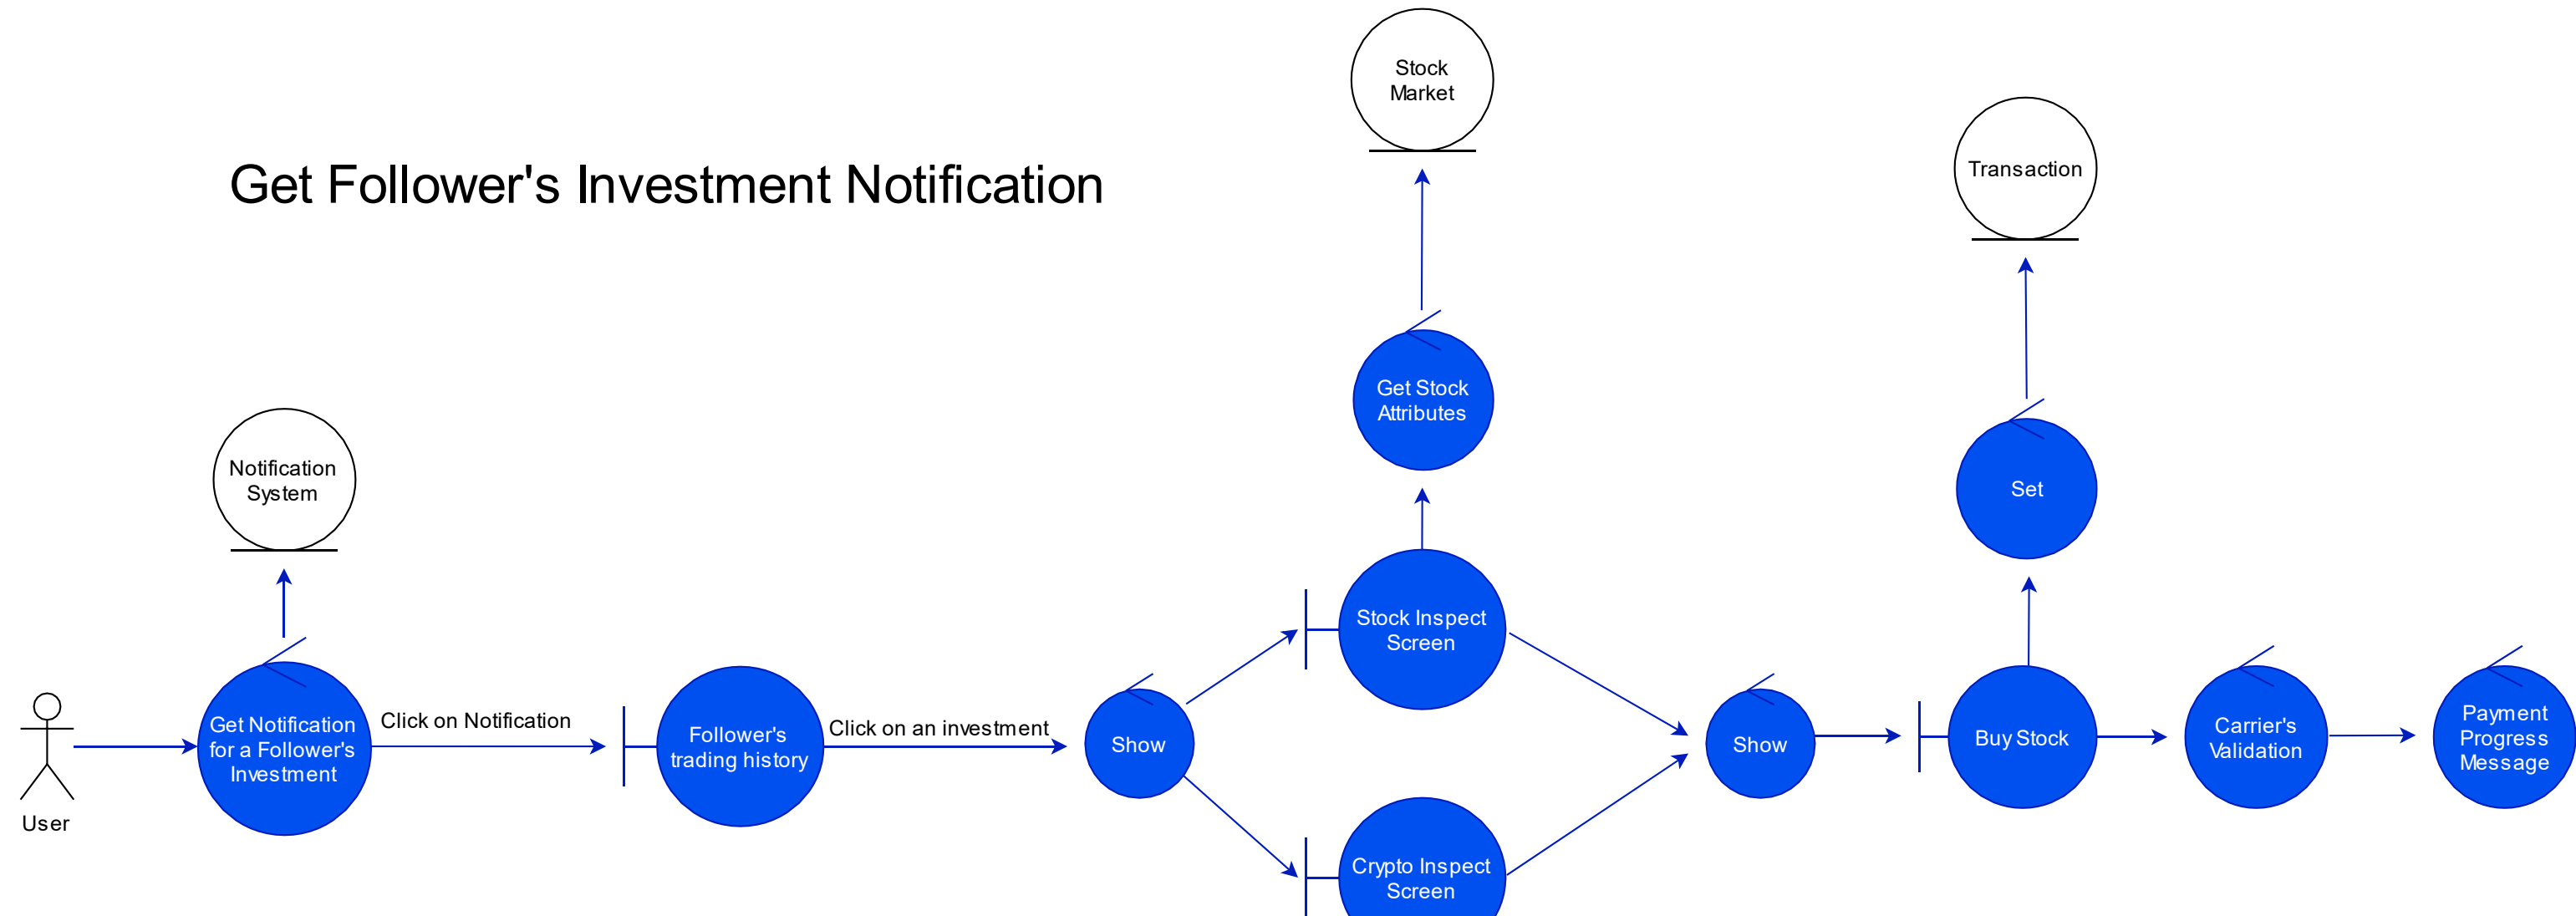 Stock
Market
Transaction
Get Follower's Investment Notification
Get Stock
Attributes
Notification
System
Set
Stock Inspect
Screen
Get Notification
for a Follower's
Investment
Click on Notification
Follower's
trading history
Click on an investment
Show
Show
Buy Stock
Carrier's
Validation
Payment
Progress
Message
User
Crypto Inspect
Screen